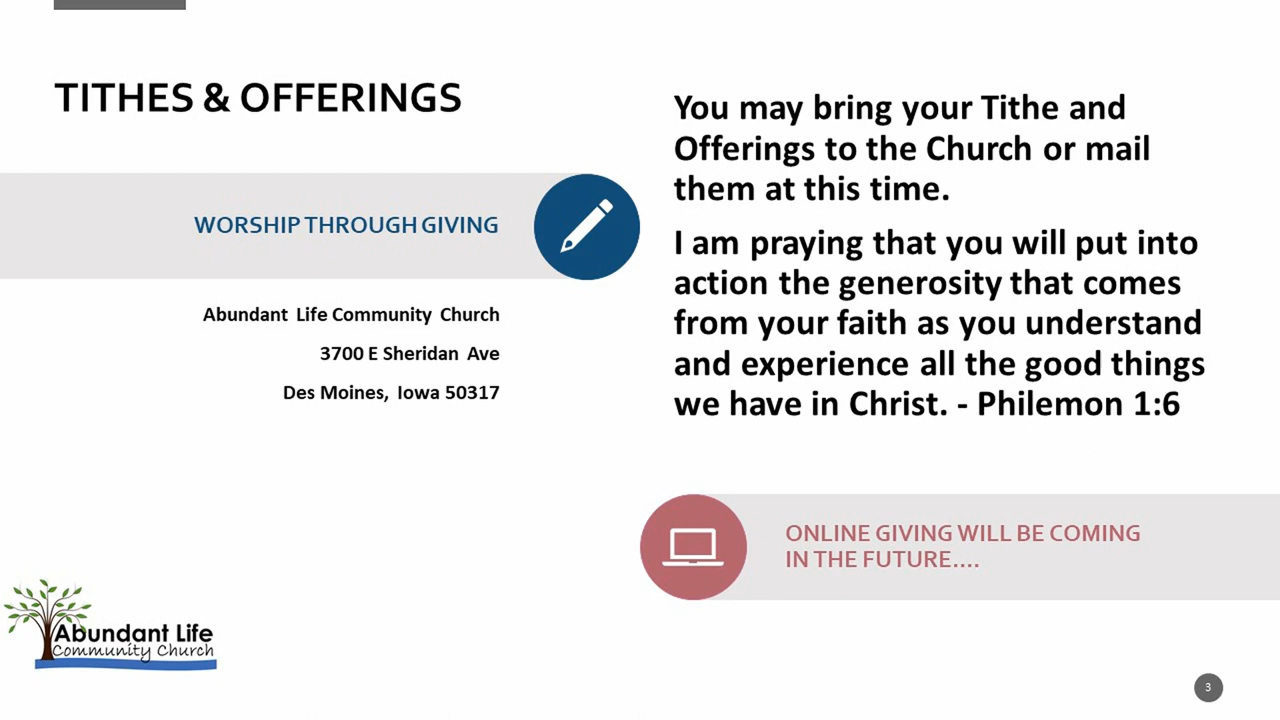 TITHES & OFFERINGS
WORSHIP THROUGH GIVING
Abundant Life Community Church
3700 E Sheridan Ave
Des Moines, Iowa 50317
You may bring your Tithe and
Offerings to the Church or mail
them at this time.
I am praying that you will put into
action the generosity that comes
from your faith as you understand
and experience all the good things
we have in Christ. - Philemon 1:6
ONLINE GIVING WILL BE COMING
IN THE FUTURE....
Abundant Life
Community Church
3